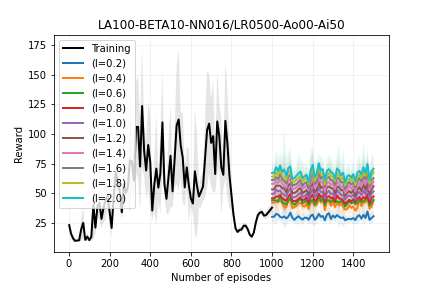 LA100-BETA10-NN016/LR0500-Ao00-Ai50
Reward
175
150
125
100
75
50
25
Training
(l=0.2)
(l=0.4)
(l=0.6)
(l=0.8)
(l=1.0)
(l=1.2)
(l=1.4)
(l=1.6)
(l=1.8)
(l=2.0)
0 200 400 600 800 1000 1200 1400
Number of episodes